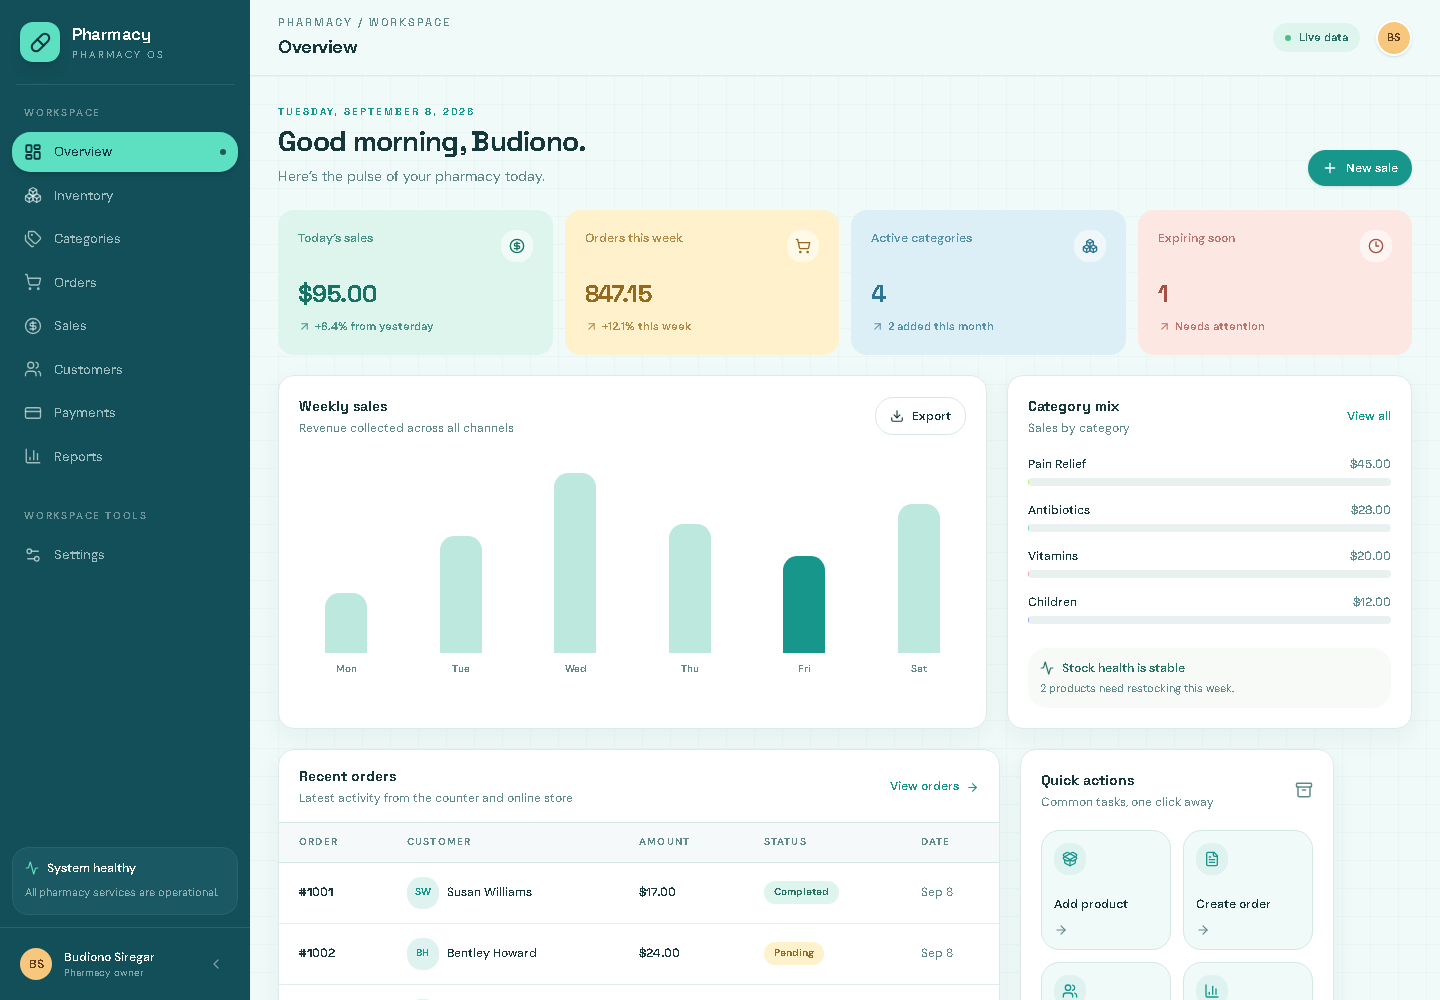 Pharmacy
PHARMACY OS
WORKSPACE
Overview
Inventory
Categories
Orders
Sales
Customers
Payments
Reports
WORKSPACE TOOLS
Settings
System healthy
All pharmacy services are operational.
BS
Budiono Siregar
Pharmacy owner
PHARMACY / WORKSPACE
Overview
Live data
BS
TUESDAY, SEPTEMBER 8, 2026
Good morning, Budiono.
Here's the pulse of your pharmacy today.
New sale
Today's sales
$95.00
+8.4% from yesterday
Orders this week
847.15
+12.1% this week
Active categories
4
2 added this month
Expiring soon
1
Needs attention
Weekly sales
Revenue collected across all channels
Export
Mon
Tue
Wed
Thu
Fri
Sat
Category mix
Sales by category
View all
Pain Relief $45.00
Antibiotics $28.00
Vitamins $20.00
Children $12.00
Stock health is stable
2 products need restocking this week.
Recent orders
Latest activity from the counter and online store
View orders
ORDER CUSTOMER AMOUNT STATUS DATE
#1001 SW Susan Williams $17.00 Completed Sep 8
#1002 BH Bentley Howard $24.00 Pending Sep 8
Quick actions
Common tasks, one click away
Add product
Create order